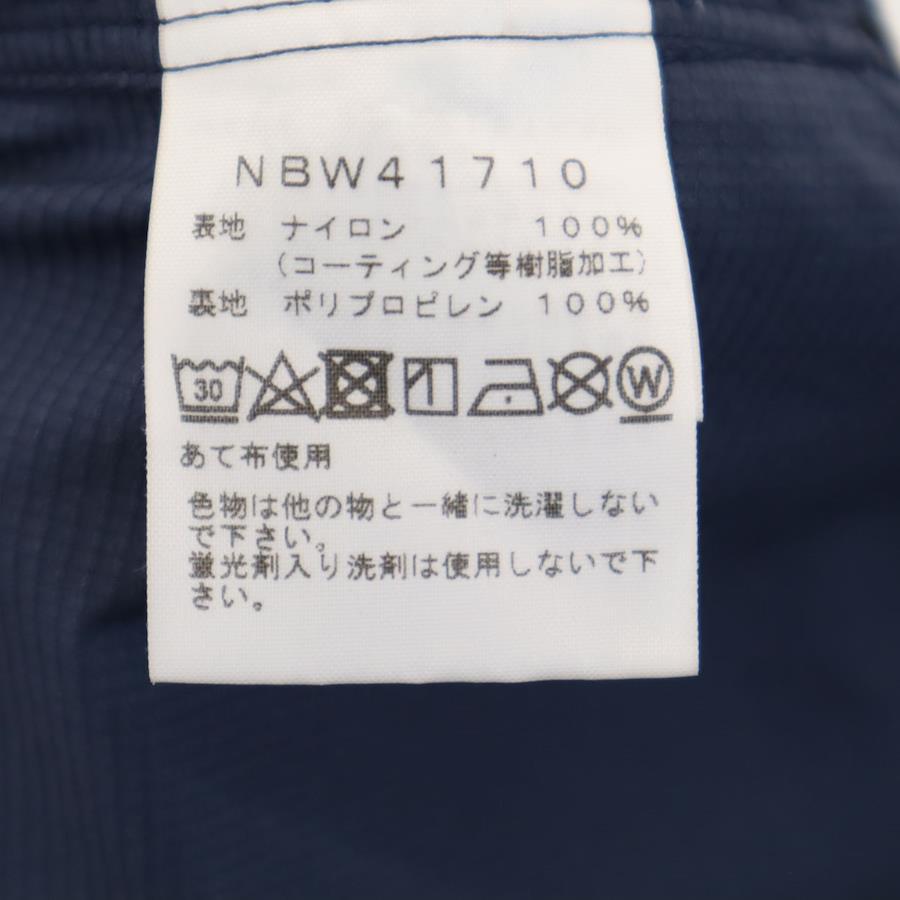 NBW41710
表地 ナイロン 100%
(コーティング等樹脂加工)
裏地 ポリプロピレン 100%
30 W
あて布使用
色物は他の物と一緒に洗濯しない
で下さい。
蛍光剤入り洗剤は使用しないで下
さい。